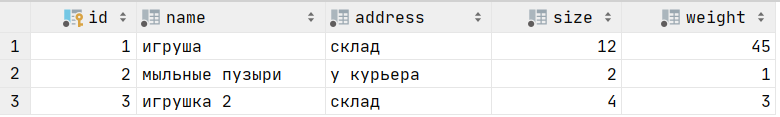 id name address size weight
1 1 игруша склад 12 45
2 2 мыльные пузыри у курьера 2 1
3 3 игрушка 2 склад 4 3